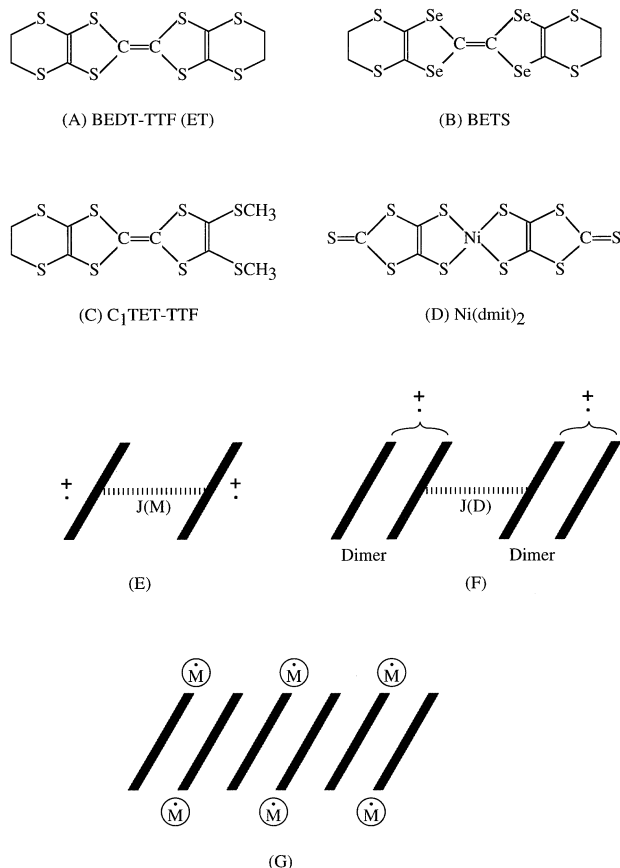 S S S S
C=C
S S S S
(A) BEDT-TTF (ET)
S Se Se S
C=C
S Se Se S
(B) BETS
S S S SCH3
C=C
S S S SCH3
(C) C1TET-TTF
S S S S
S=C Ni C=S
S S S S
(D) Ni(dmit)2
+
·
J(M)
+
·
(E)
+
·
+
·
J(D)
Dimer Dimer
(F)
Ṁ Ṁ Ṁ
Ṁ Ṁ Ṁ
(G)